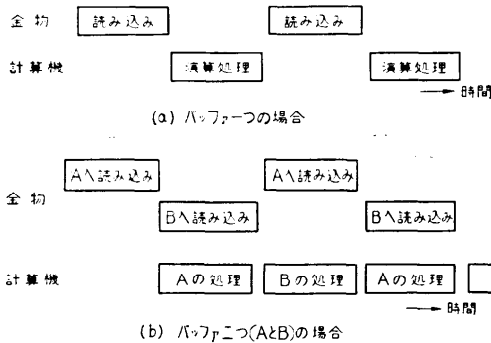 金物 読み込み 読み込み
計算機 演算処理 演算処理
時間
(a) バッファ一つの場合
Aへ読み込み Aへ読み込み
金物
Bへ読み込み Bへ読み込み
計算機 Aの処理 Bの処理 Aの処理
時間
(b) バッファ二つ(AとB)の場合